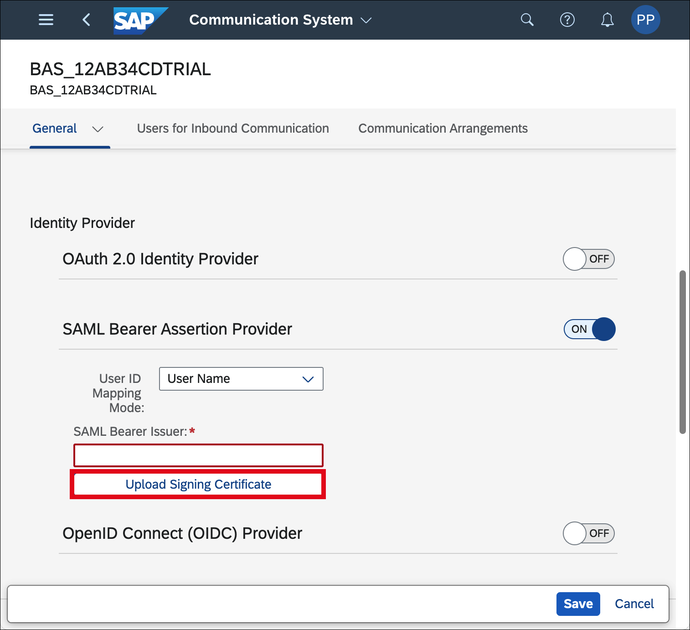 SAP
Communication System
PP
BAS_12AB34CDTRIAL
BAS_12AB34CDTRIAL
General
Users for Inbound Communication
Communication Arrangements
Identity Provider
OAuth 2.0 Identity Provider
OFF
SAML Bearer Assertion Provider
ON
User ID
Mapping
Mode:
User Name
SAML Bearer Issuer:*
Upload Signing Certificate
OpenID Connect (OIDC) Provider
OFF
Save
Cancel